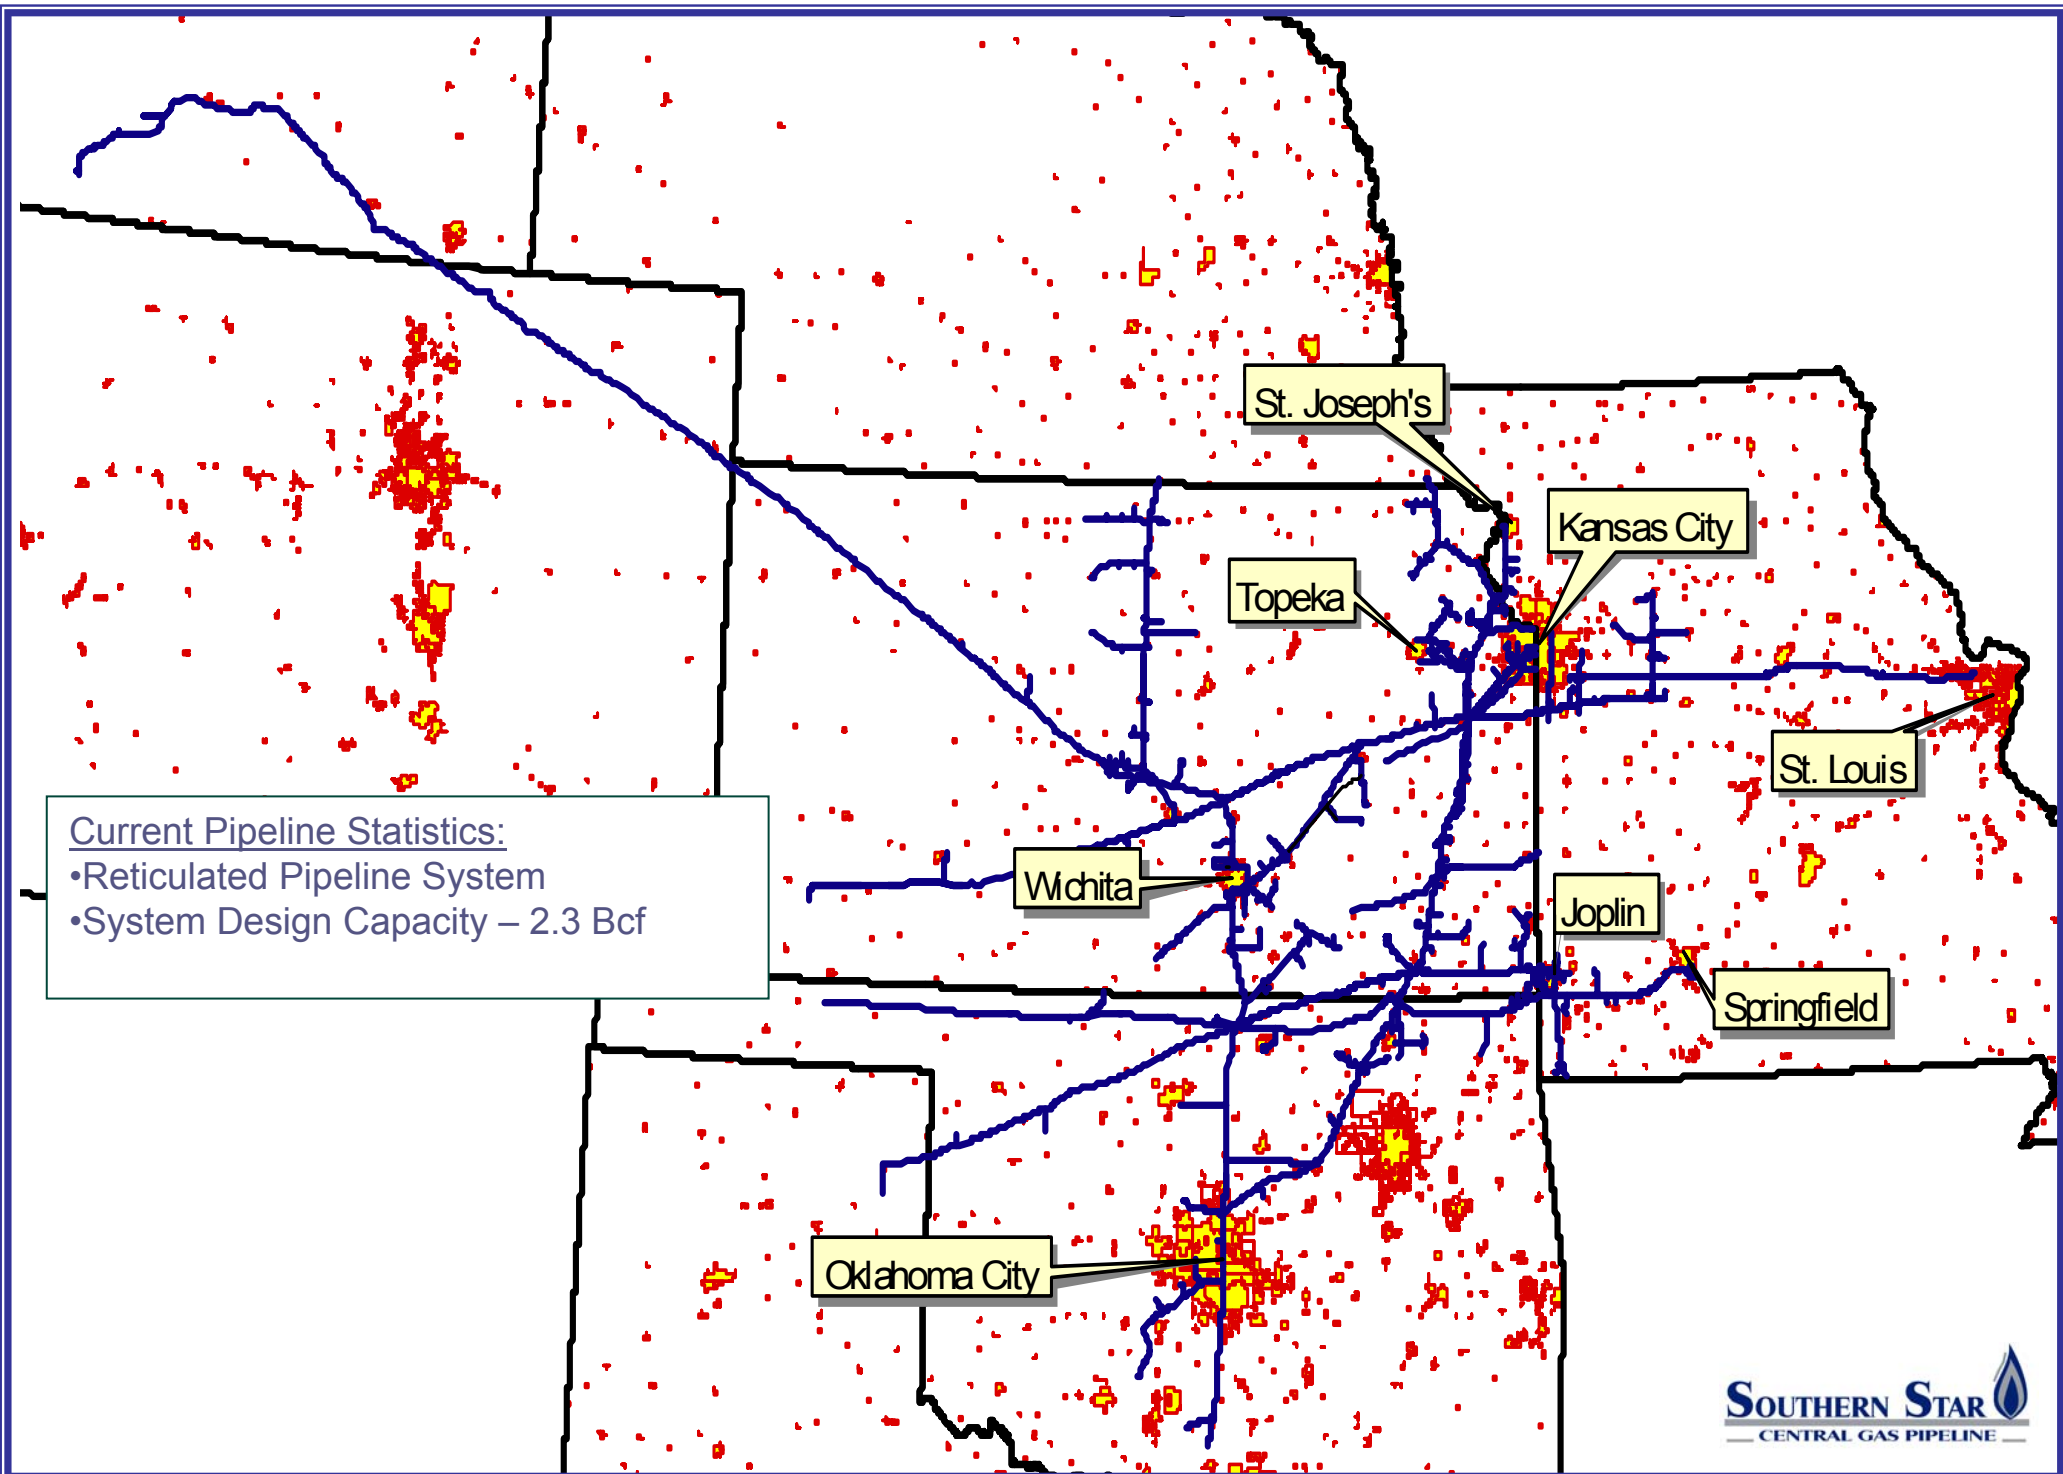 St. Joseph's
Kansas City
Topeka
St. Louis
Current Pipeline Statistics:
•Reticulated Pipeline System
•System Design Capacity – 2.3 Bcf
Wichita
Joplin
Springfield
Oklahoma City
SOUTHERN STAR
CENTRAL GAS PIPELINE